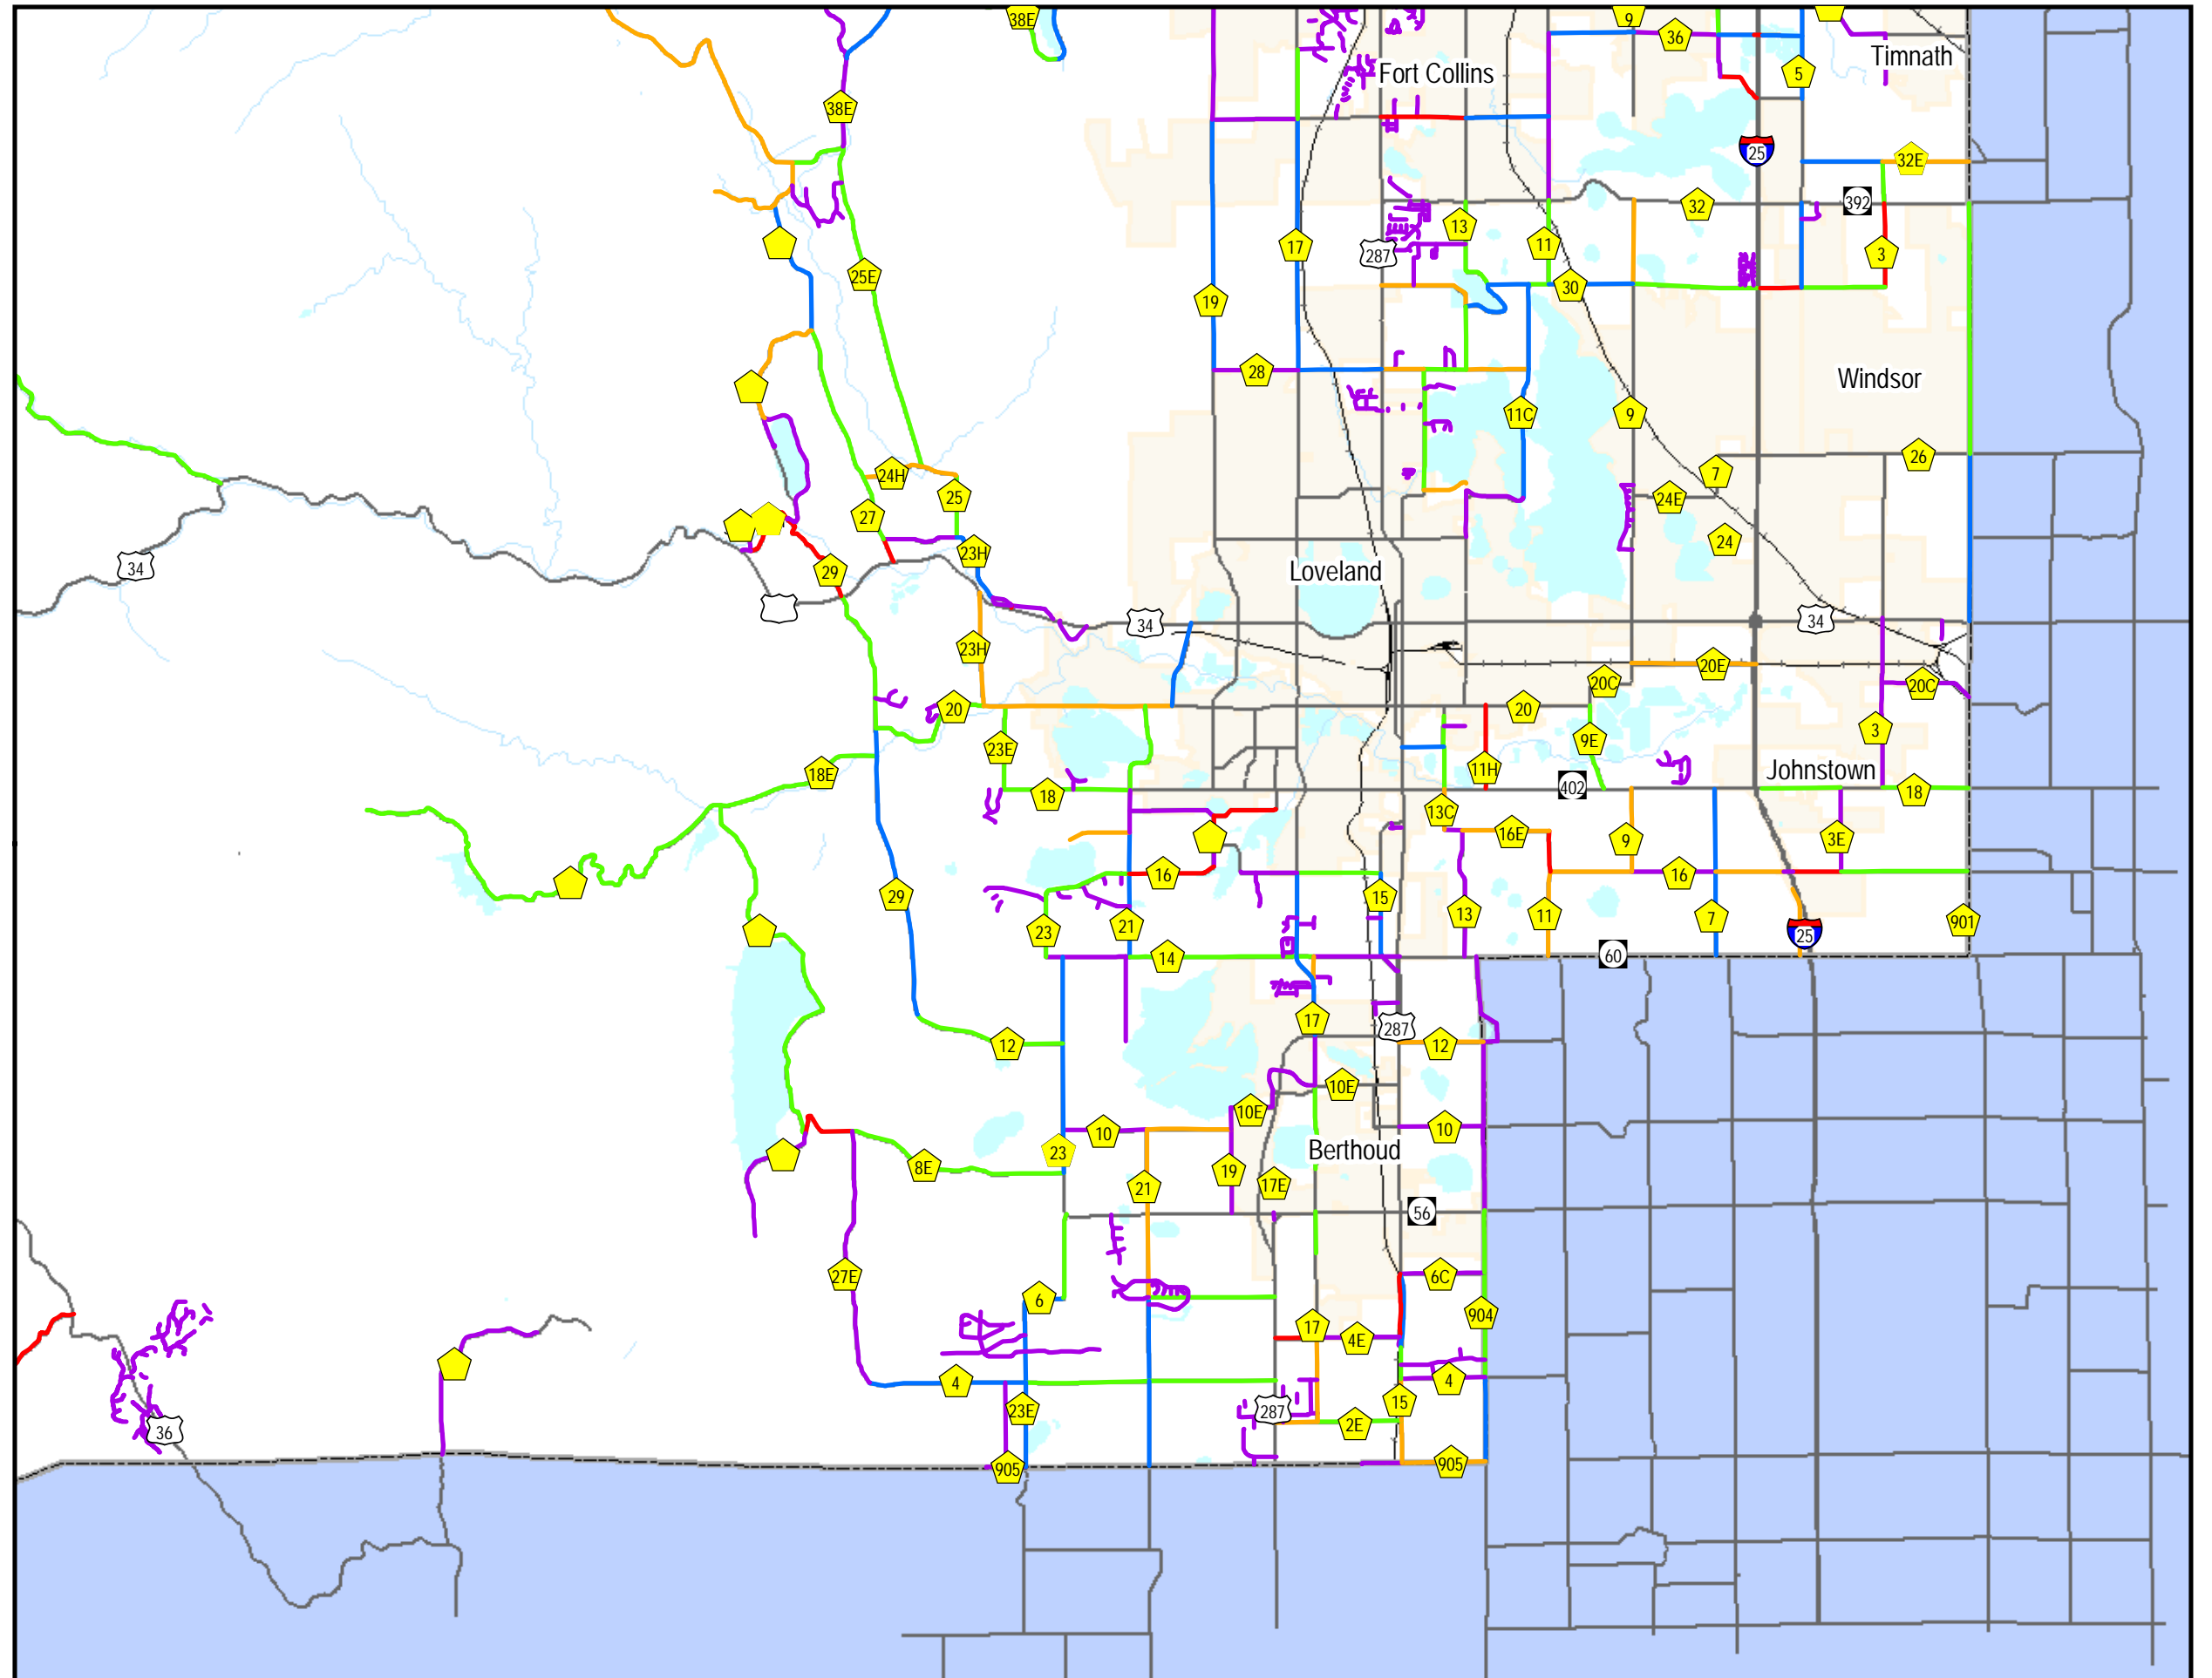 38E
9
36
Timnath
Fort Collins
5
38E
25
32E
392
32
13
17
11
287
3
25E
30
19
28
Windsor
11C
9
26
24H
7
25
24E
27
24
23H
34
29
Loveland
34
34
23H
20E
20C
20C
20
20
3
23E
9E
11H
Johnstown
18E
402
18
18
13C
16E
9
3E
16
16
29
15
13
11
7
901
23
21
25
60
14
17
287
12
12
10E
10E
10
10
Berthoud
23
8E
19
17E
21
56
27E
6C
6
904
17
4E
4
4
15
23E
287
2E
36
905
905